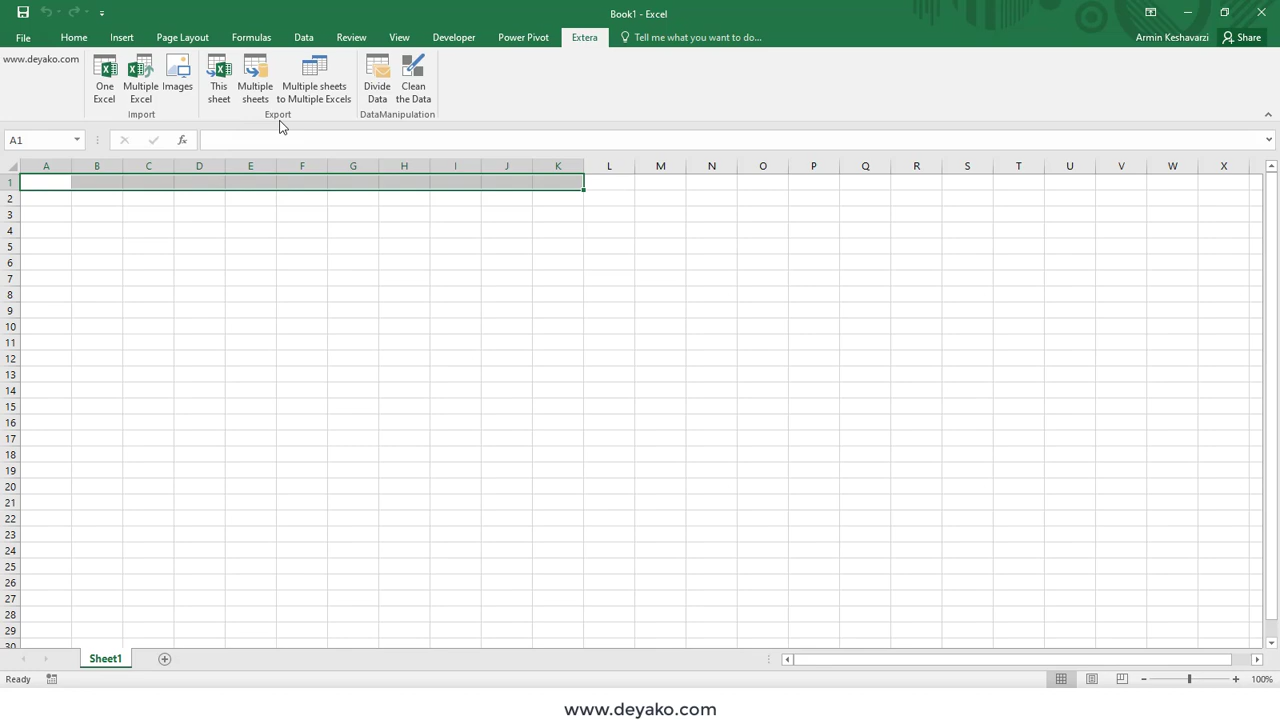 Book1 - Excel
File Home Insert Page Layout Formulas Data Review View Developer Power Pivot Extera Tell me what you want to do... Armin Keshavarzi Share
www.deyako.com
One Excel
Multiple Excel
Images
Import
This sheet
Multiple sheets
Multiple sheets to Multiple Excels
Export
Divide Data
Clean the Data
DataManipulation
A1 fx
A B C D E F G H I J K L M N O P Q R S T U V W X
1
2
3
4
5
6
7
8
9
10
11
12
13
14
15
16
17
18
19
20
21
22
23
24
25
26
27
28
29
30
Sheet1
Ready 100%
www.deyako.com